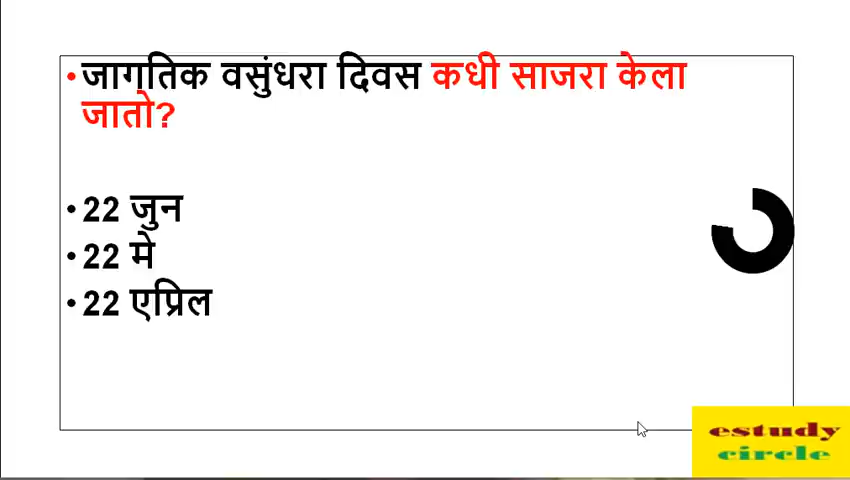 • जागतिक वसुंधरा दिवस कधी साजरा केला
जातो?
• 22 जुन
• 22 मे
• 22 एप्रिल
estudy
circle